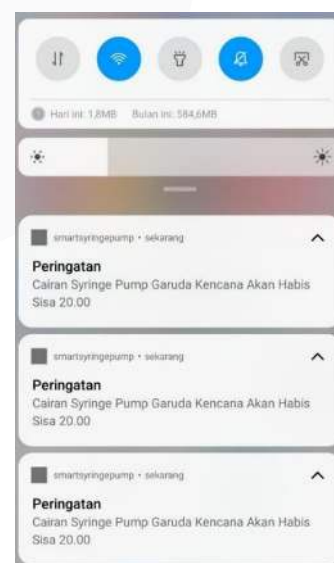 Hari ini: 1,8MB Bulan ini: 584,6MB
smartsyringepump • sekarang
Peringatan
Cairan Syringe Pump Garuda Kencana Akan Habis
Sisa 20.00
smartsyringepump • sekarang
Peringatan
Cairan Syringe Pump Garuda Kencana Akan Habis
Sisa 20.00
smartsyringepump • sekarang
Peringatan
Cairan Syringe Pump Garuda Kencana Akan Habis
Sisa 20.00